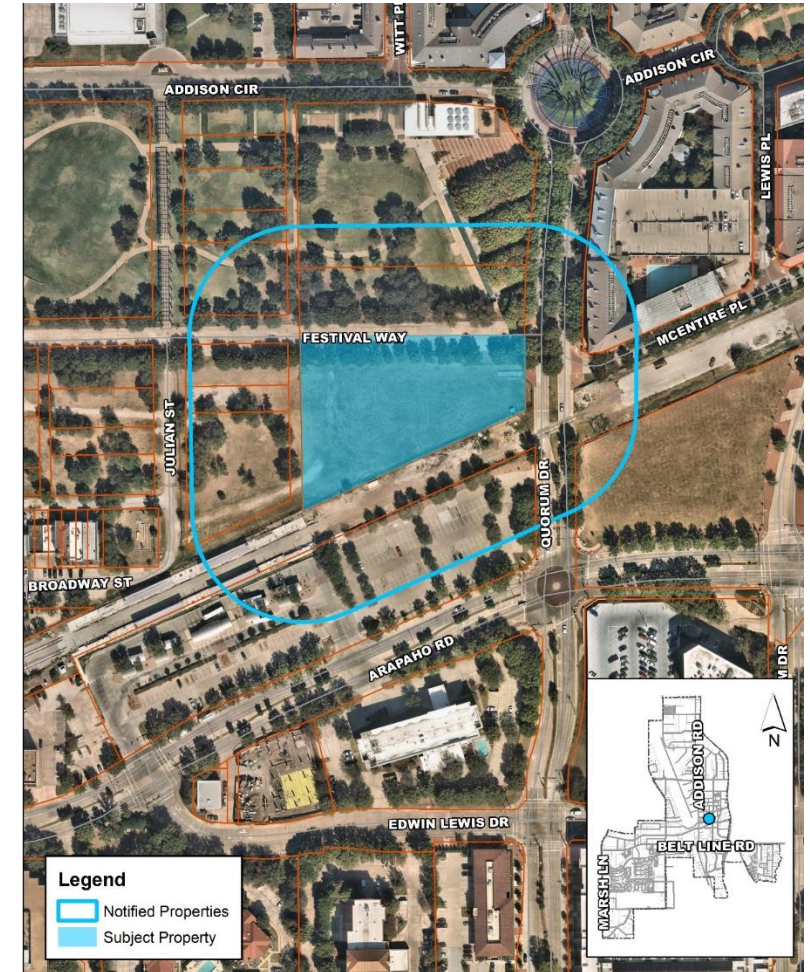 WITT PL
ADDISON CIR
ADDISON CIR
LEWIS PL
FESTIVAL WAY
MCENTIRE PL
JULIAN ST
QUORUM DR
BROADWAY ST
ARAPAHO RD
M DR
EDWIN LEWIS DR
N
ADDISON RD
BELT LINE RD
MARSH LN
Legend
Notified Properties
Subject Property